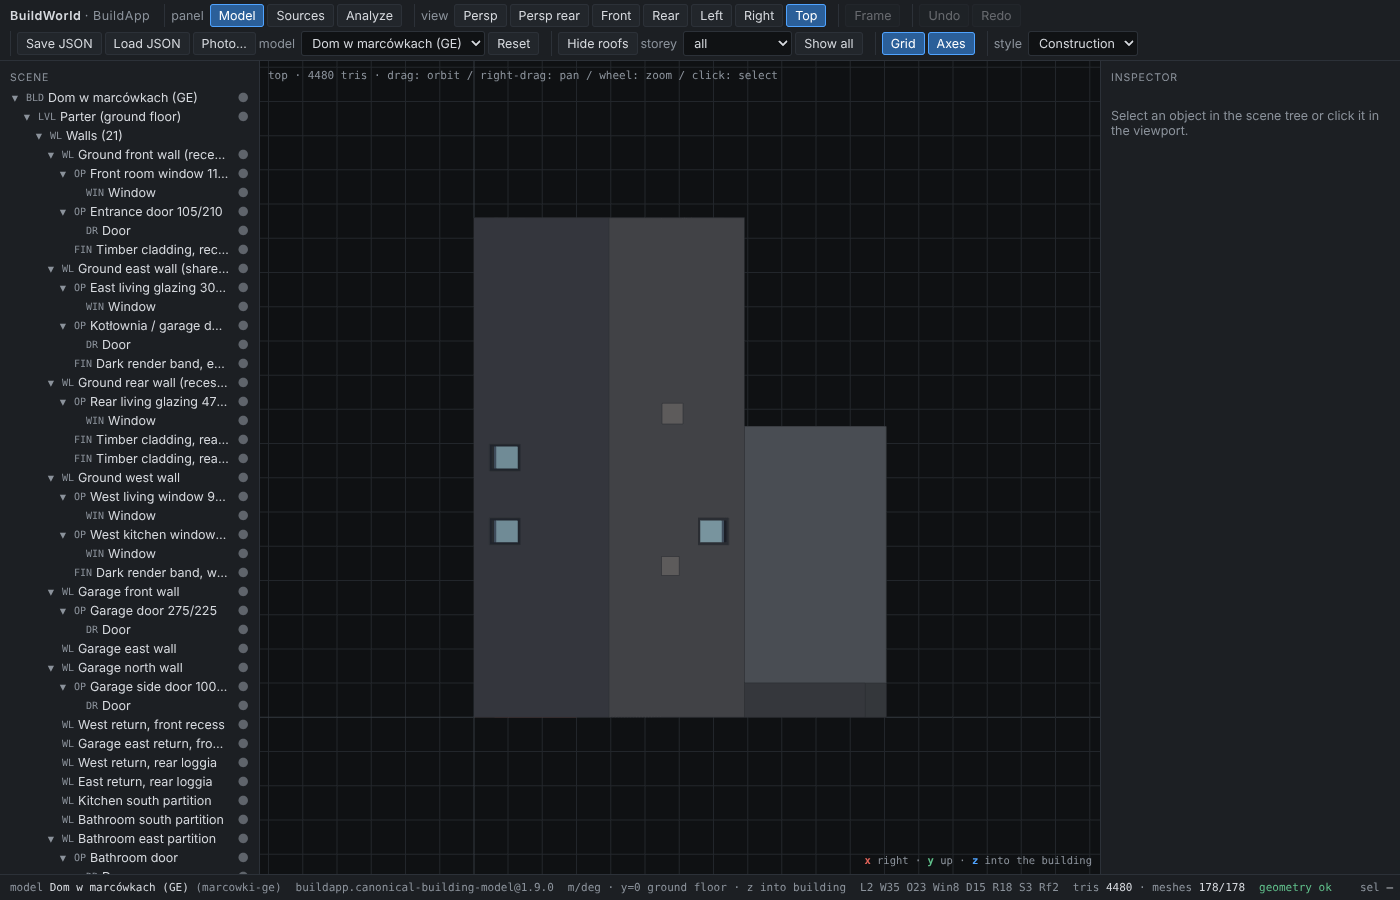 BuildWorld · BuildApp panel Model Sources Analyze view Persp Persp rear Front Rear Left Right Top Frame Undo Redo
Save JSON Load JSON Photo... model Dom w marcówkach (GE) Reset Hide roofs storey all Show all Grid Axes style Construction
SCENE
top · 4480 tris · drag: orbit / right-drag: pan / wheel: zoom / click: select
INSPECTOR
Select an object in the scene tree or click it in
the viewport.
BLD Dom w marcówkach (GE)
LVL Parter (ground floor)
WL Walls (21)
WL Ground front wall (rece...
OP Front room window 11...
WIN Window
OP Entrance door 105/210
DR Door
FIN Timber cladding, rec...
WL Ground east wall (share...
OP East living glazing 30...
WIN Window
OP Kotłownia / garage d...
DR Door
FIN Dark render band, e...
WL Ground rear wall (reces...
OP Rear living glazing 47...
WIN Window
FIN Timber cladding, rea...
FIN Timber cladding, rea...
WL Ground west wall
OP West living window 9...
WIN Window
OP West kitchen window...
WIN Window
FIN Dark render band, w...
WL Garage front wall
OP Garage door 275/225
DR Door
WL Garage east wall
WL Garage north wall
OP Garage side door 100...
DR Door
WL West return, front recess
WL Garage east return, fro...
WL West return, rear loggia
WL East return, rear loggia
WL Kitchen south partition
WL Bathroom south partition
WL Bathroom east partition
OP Bathroom door
x right · y up · z into the building
model Dom w marcówkach (GE) (marcowki-ge) buildapp.canonical-building-model@1.9.0 m/deg · y=0 ground floor · z into building L2 W35 O23 Win8 D15 R18 S3 Rf2 tris 4480 · meshes 178/178 geometry ok sel —